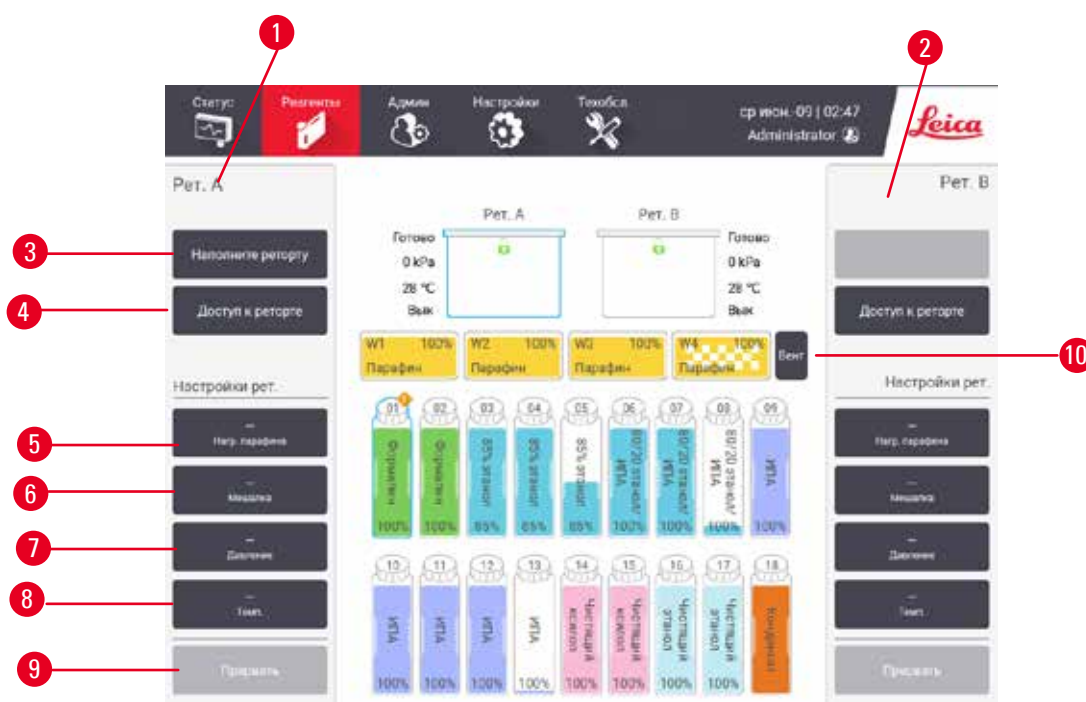 1
2
Статус
Реагенты
Админ
Настройки
Техобсл.
ср июн.-09 | 02:47
Administrator
Leica
Рет. A
Рет. B
Рет. A
Рет. B
3
Наполните реторту
Готово
0 kPa
28 °C
Вык
Готово
0 kPa
28 °C
Вык
4
Доступ к реторте
Доступ к реторте
W1 100%
Парафин
W2 100%
Парафин
W3 100%
Парафин
W4 100%
Парафин
Вент
10
Настройки рет.
Настройки рет.
01
02
03
04
05
06
07
08
09
Формалин
Формалин
85% этанол
85% этанол
85% этанол
80/20 этанол/ИПА
80/20 этанол/ИПА
80/20 этанол/ИПА
ИПА
100%
100%
85%
85%
85%
100%
100%
100%
100%
5
--
Нагр. парафина
--
Нагр. парафина
6
--
Мешалка
--
Мешалка
7
--
Давление
--
Давление
8
--
Темп.
--
Темп.
10
11
12
13
14
15
16
17
18
ИПА
ИПА
ИПА
ИПА
Чистящий ксилол
Чистящий ксилол
Чистящий этанол
Чистящий этанол
Конденсат
100%
100%
100%
100%
100%
100%
100%
100%
9
Прервать
Прервать